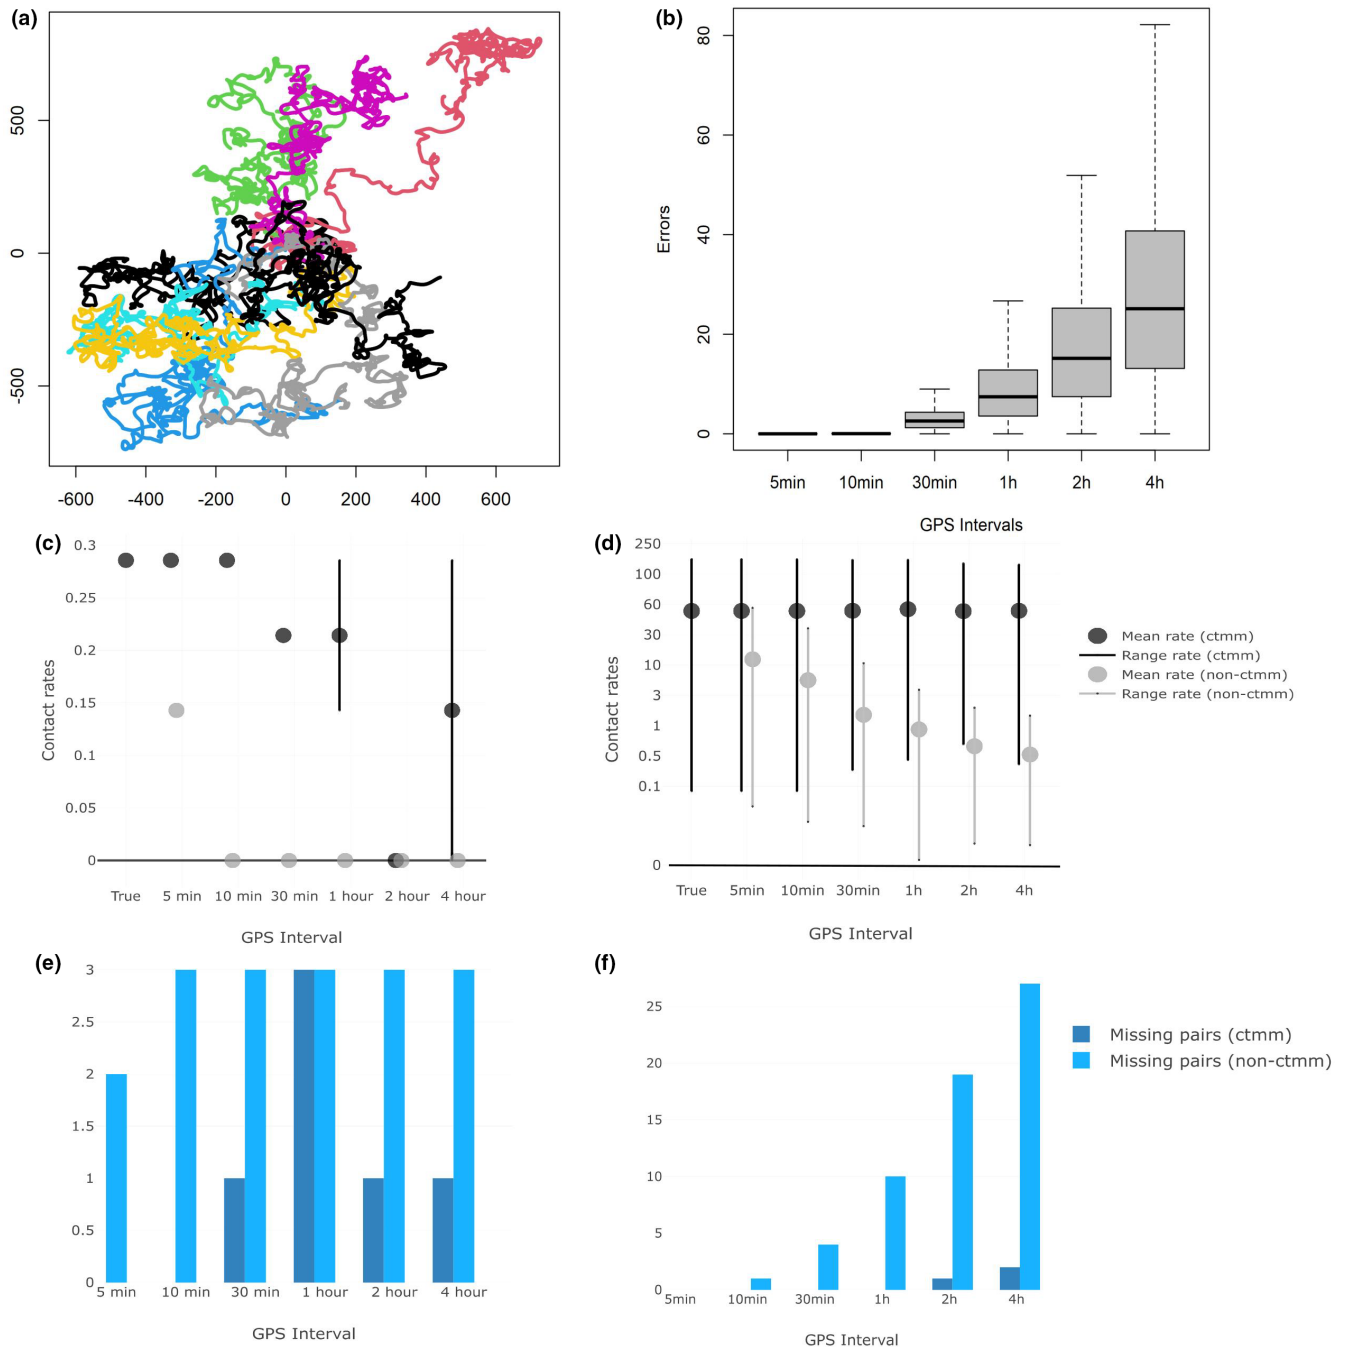 (a)
500
0
-500
-600 -400 -200 0 200 400 600
(b)
Errors
80
60
40
20
0
5min 10min 30min 1h 2h 4h
GPS Intervals
(c)
Contact rates
0.3
0.25
0.2
0.15
0.1
0.05
0
True 5 min 10 min 30 min 1 hour 2 hour 4 hour
GPS Interval
(d)
Contact rates
250
100
60
30
10
3
1
0.5
0.1
0
True 5min 10min 30min 1h 2h 4h
GPS Interval
Mean rate (ctmm)
Range rate (ctmm)
Mean rate (non-ctmm)
Range rate (non-ctmm)
(e)
3
2.5
2
1.5
1
0.5
0
5 min 10 min 30 min 1 hour 2 hour 4 hour
GPS Interval
(f)
25
20
15
10
5
0
5min 10min 30min 1h 2h 4h
GPS Interval
Missing pairs (ctmm)
Missing pairs (non-ctmm)